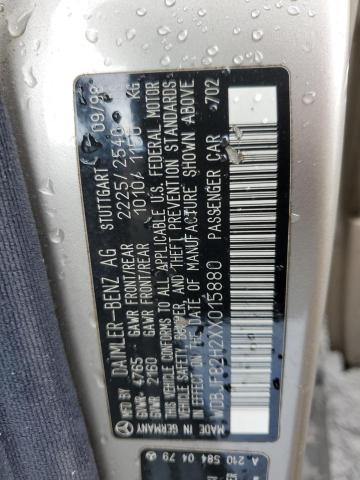 MFD BY DAIMLER-BENZ AG STUTTGART 09/98
GVWR 4765 GAWR FRONT/REAR 2225/2540
GVWR 2160 GAWR FRONT/REAR 1010/1150 KG
THIS VEHICLE CONFORMS TO ALL APPLICABLE U.S. FEDERAL MOTOR
VEHICLE SAFETY BUMPER AND THEFT PREVENTION STANDARDS
IN EFFECT ON THE DATE OF MANUFACTURE SHOWN ABOVE
WDBJF82H2XX015880 PASSENGER CAR 702
MADE IN GERMANY
A 210 584 04 79